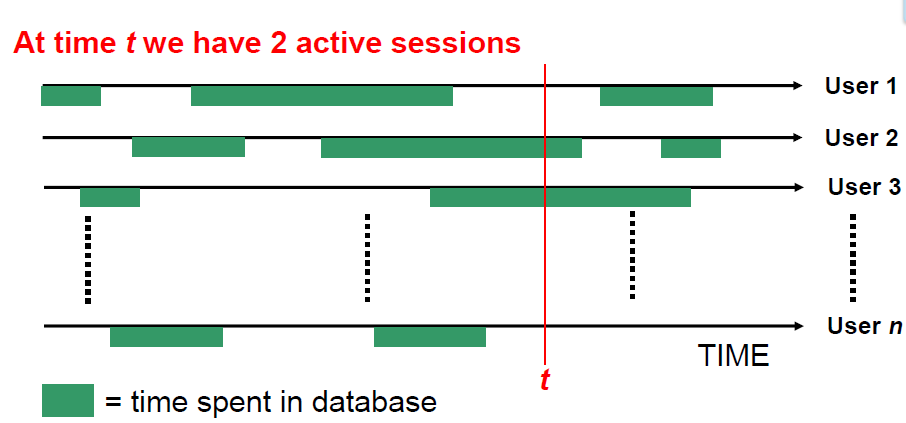 At time t we have 2 active sessions
User 1
User 2
User 3
User n
TIME
t
= time spent in database